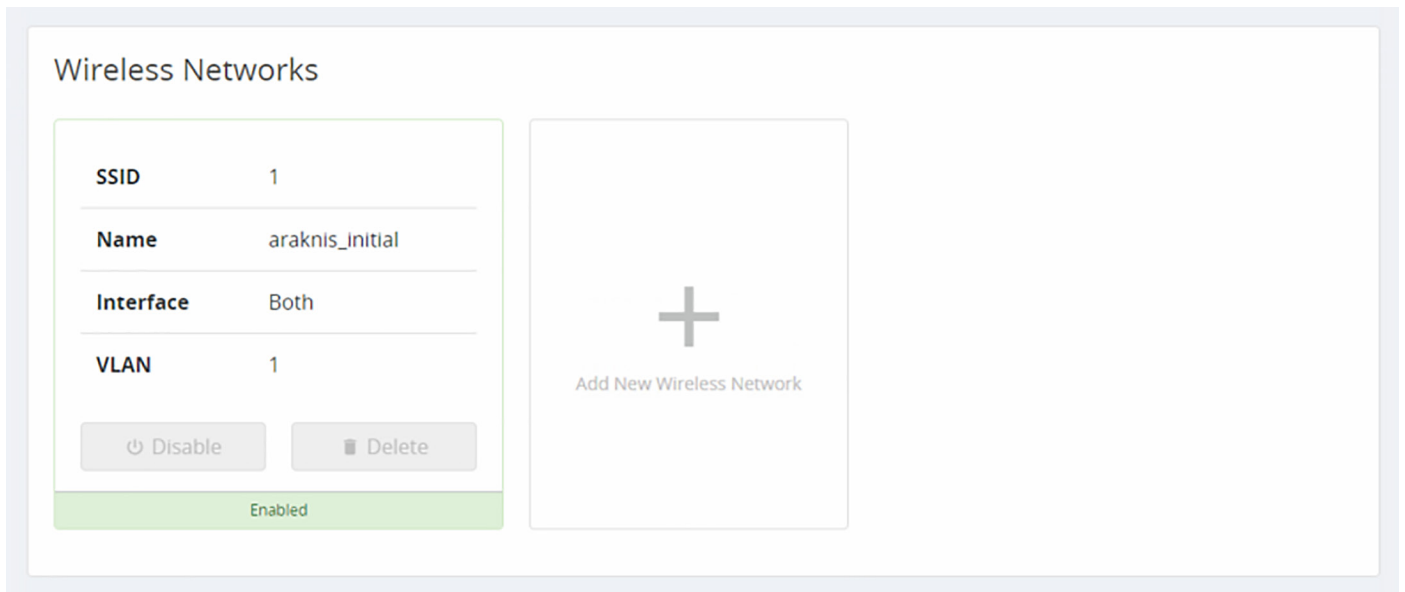 Wireless Networks
SSID 1
Name araknis_initial
Interface Both
VLAN 1
Disable Delete
Enabled
Add New Wireless Network